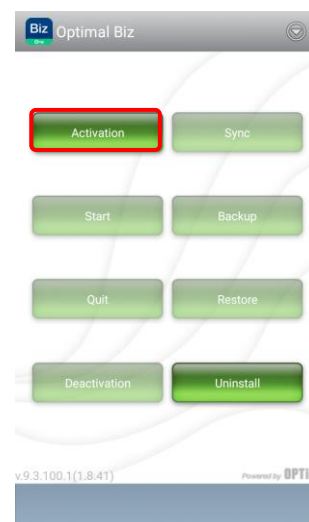 Biz Optimal Biz
Activation Sync
Start Backup
Quit Restore
Deactivation Uninstall
v.9.3.100.1(1.8.41) Powered by OPTi